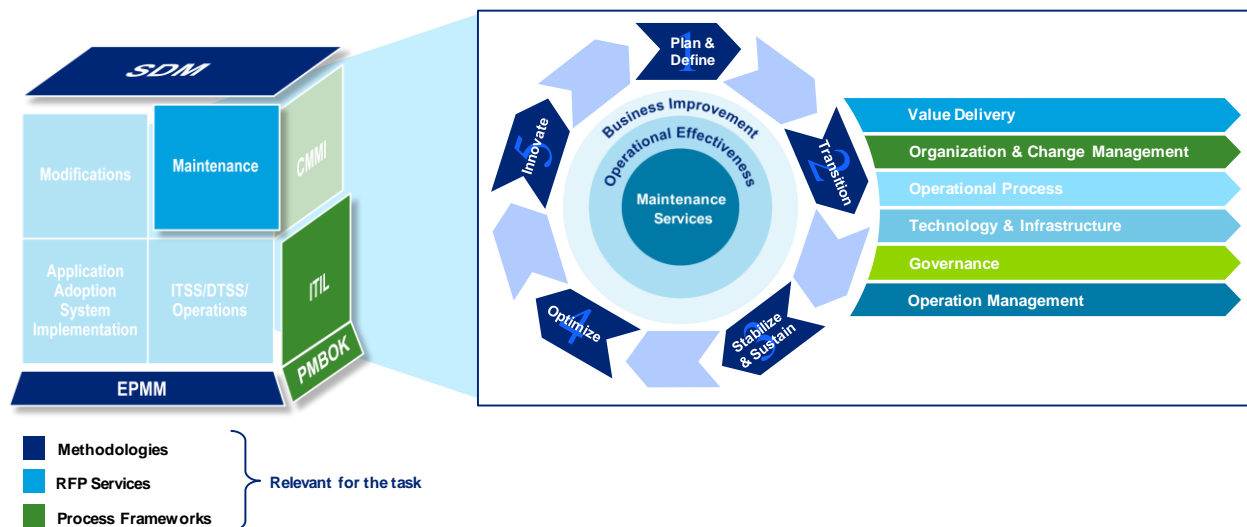 SDM
Modifications
Maintenance
CMMI
Application
Adoption
System
Implementation
ITSS/DTSS/
Operations
ITIL
PMBOK
EPMM
Methodologies
RFP Services
Process Frameworks
Relevant for the task
1
Plan &
Define
2
Transition
3
Stabilize
& Sustain
4
Optimize
5
Innovate
Business Improvement
Operational Effectiveness
Maintenance
Services
Value Delivery
Organization & Change Management
Operational Process
Technology & Infrastructure
Governance
Operation Management